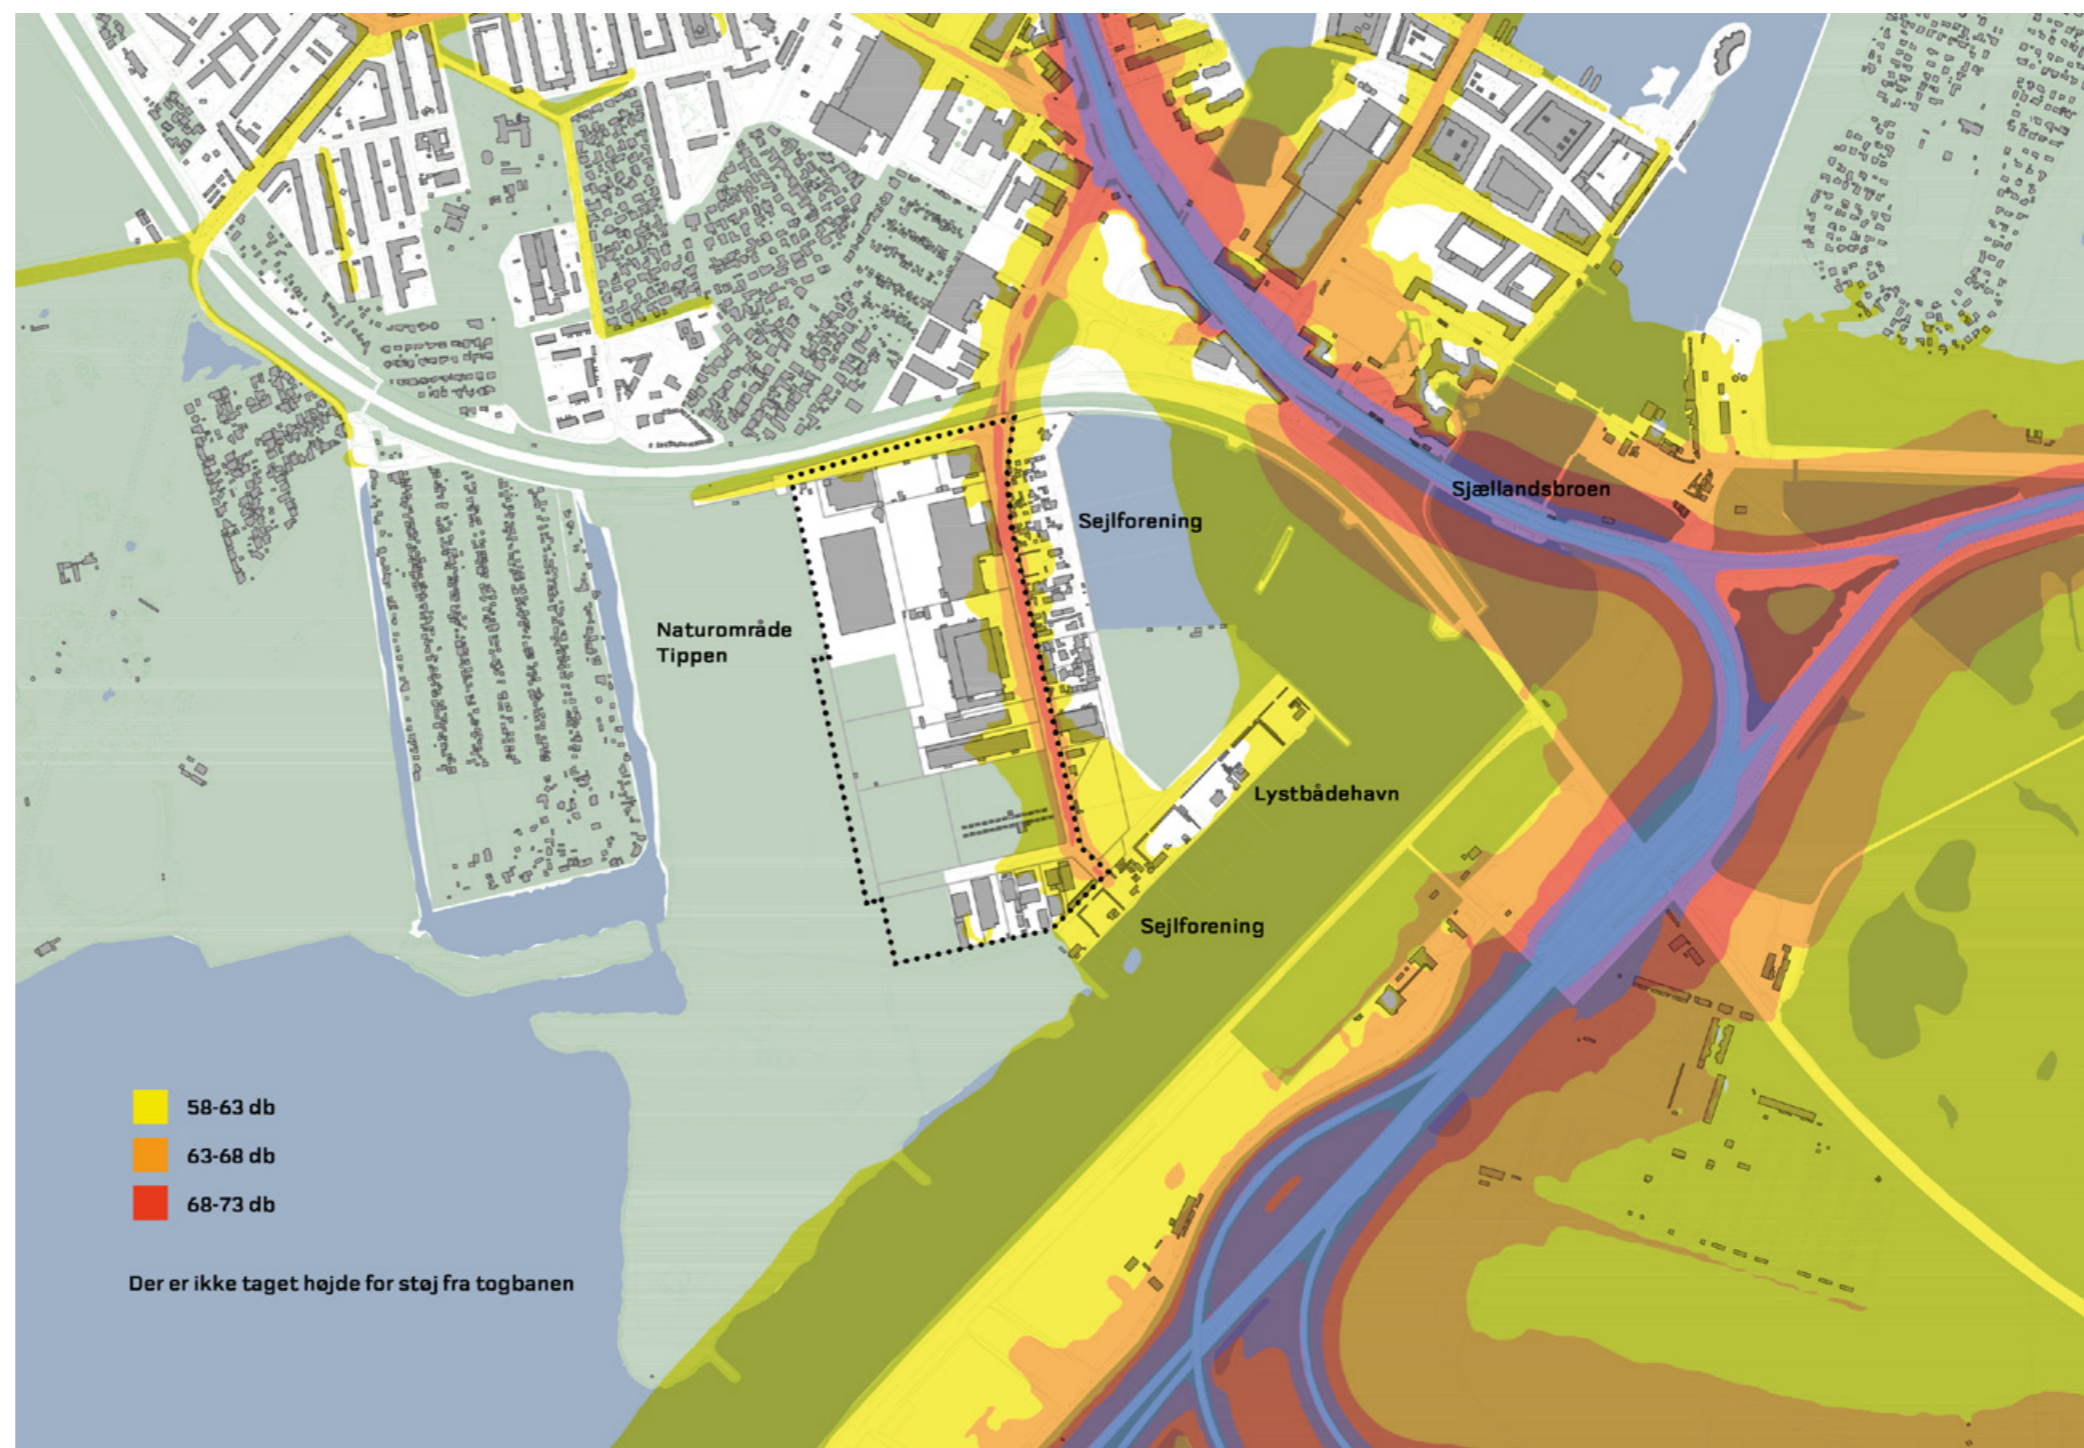 Sjællandsbroen
Sejlforening
Naturområde
Tippen
Lystbådehavn
Sejlforening
58-63 db
63-68 db
68-73 db
Der er ikke taget højde for støj fra togbanen